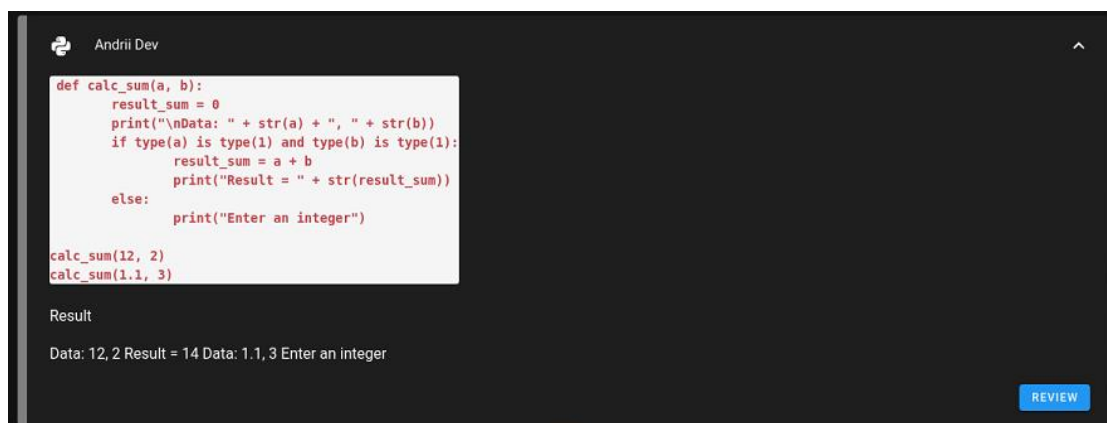 Andrii Dev
def calc_sum(a, b):
        result_sum = 0
        print("\nData: " + str(a) + ", " + str(b))
        if type(a) is type(1) and type(b) is type(1):
                result_sum = a + b
                print("Result = " + str(result_sum))
        else:
                print("Enter an integer")
calc_sum(12, 2)
calc_sum(1.1, 3)
Result
Data: 12, 2 Result = 14 Data: 1.1, 3 Enter an integer
REVIEW